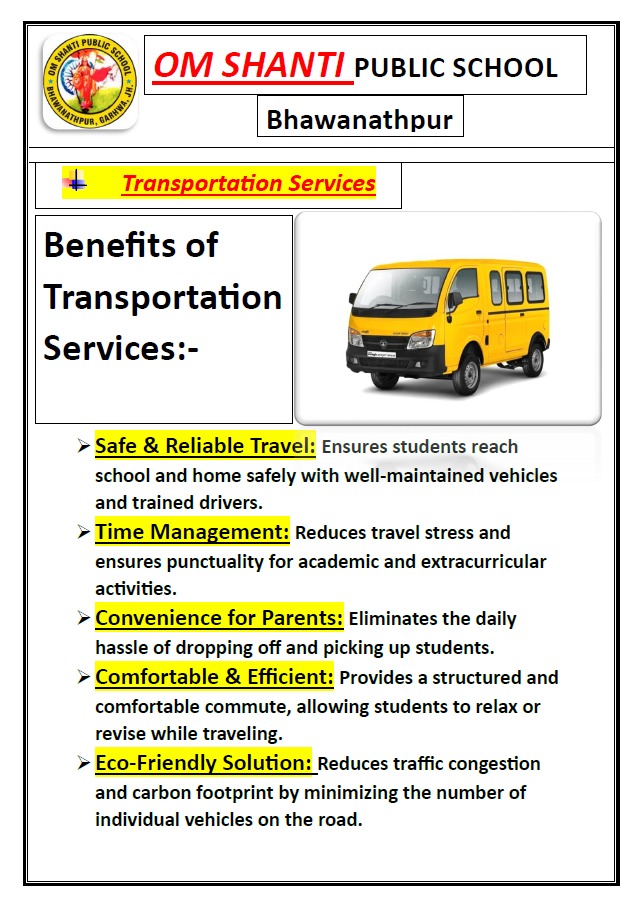 OM SHANTI PUBLIC SCHOOL
BHAWANATHPUR, GARHWA, JH.
OM SHANTI PUBLIC SCHOOL
Bhawanathpur
Transportation Services
Benefits of
Transportation
Services:-
➢ Safe & Reliable Travel: Ensures students reach
school and home safely with well-maintained vehicles
and trained drivers.
➢ Time Management: Reduces travel stress and
ensures punctuality for academic and extracurricular
activities.
➢ Convenience for Parents: Eliminates the daily
hassle of dropping off and picking up students.
➢ Comfortable & Efficient: Provides a structured and
comfortable commute, allowing students to relax or
revise while traveling.
➢ Eco-Friendly Solution: Reduces traffic congestion
and carbon footprint by minimizing the number of
individual vehicles on the road.